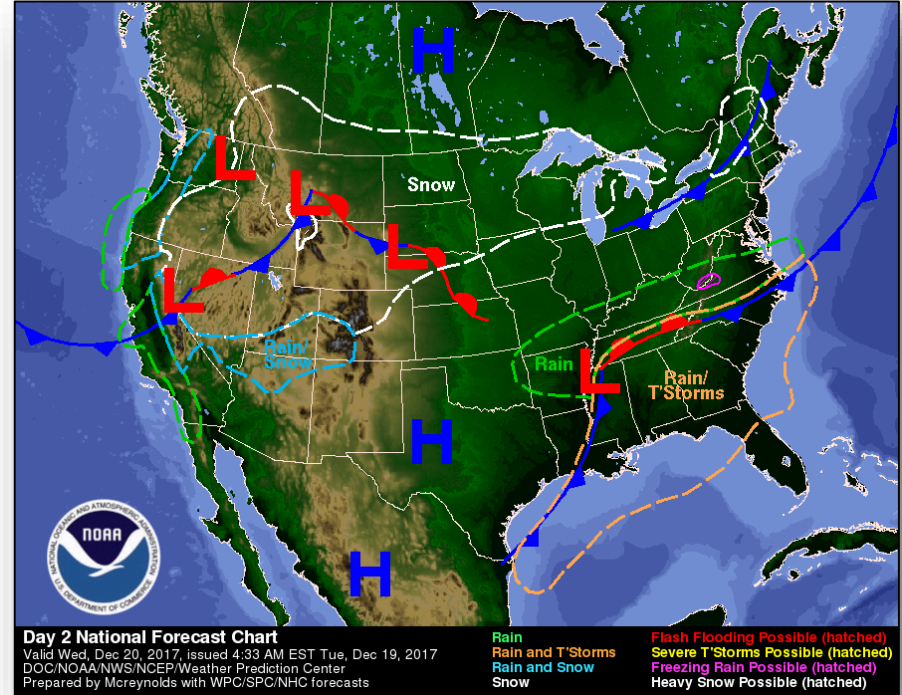 H
L
L
Snow
L
L
Rain/
Snow
Rain
L
Rain/
T'Storms
H
H
NATIONAL OCEANIC AND ATMOSPHERIC ADMINISTRATION
NOAA
U.S. DEPARTMENT OF COMMERCE
Day 2 National Forecast Chart
Valid Wed, Dec 20, 2017, issued 4:33 AM EST Tue, Dec 19, 2017
DOC/NOAA/NWS/NCEP/Weather Prediction Center
Prepared by Mcreynolds with WPC/SPC/NHC forecasts
Rain
Rain and T'Storms
Rain and Snow
Snow
Flash Flooding Possible (hatched)
Severe T'Storms Possible (hatched)
Freezing Rain Possible (hatched)
Heavy Snow Possible (hatched)